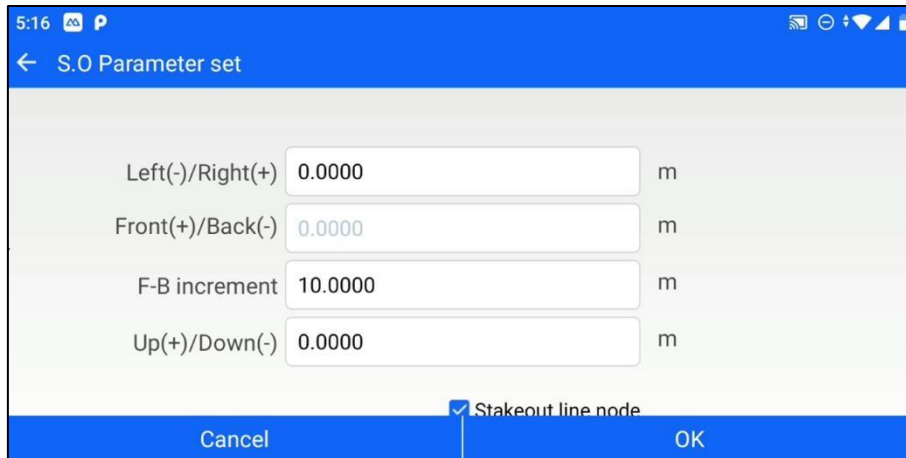 5:16 P
← S.O Parameter set
Left(-)/Right(+) 0.0000 m
Front(+)/Back(-) 0.0000 m
F-B increment 10.0000 m
Up(+)/Down(-) 0.0000 m
Stakeout line node
Cancel OK